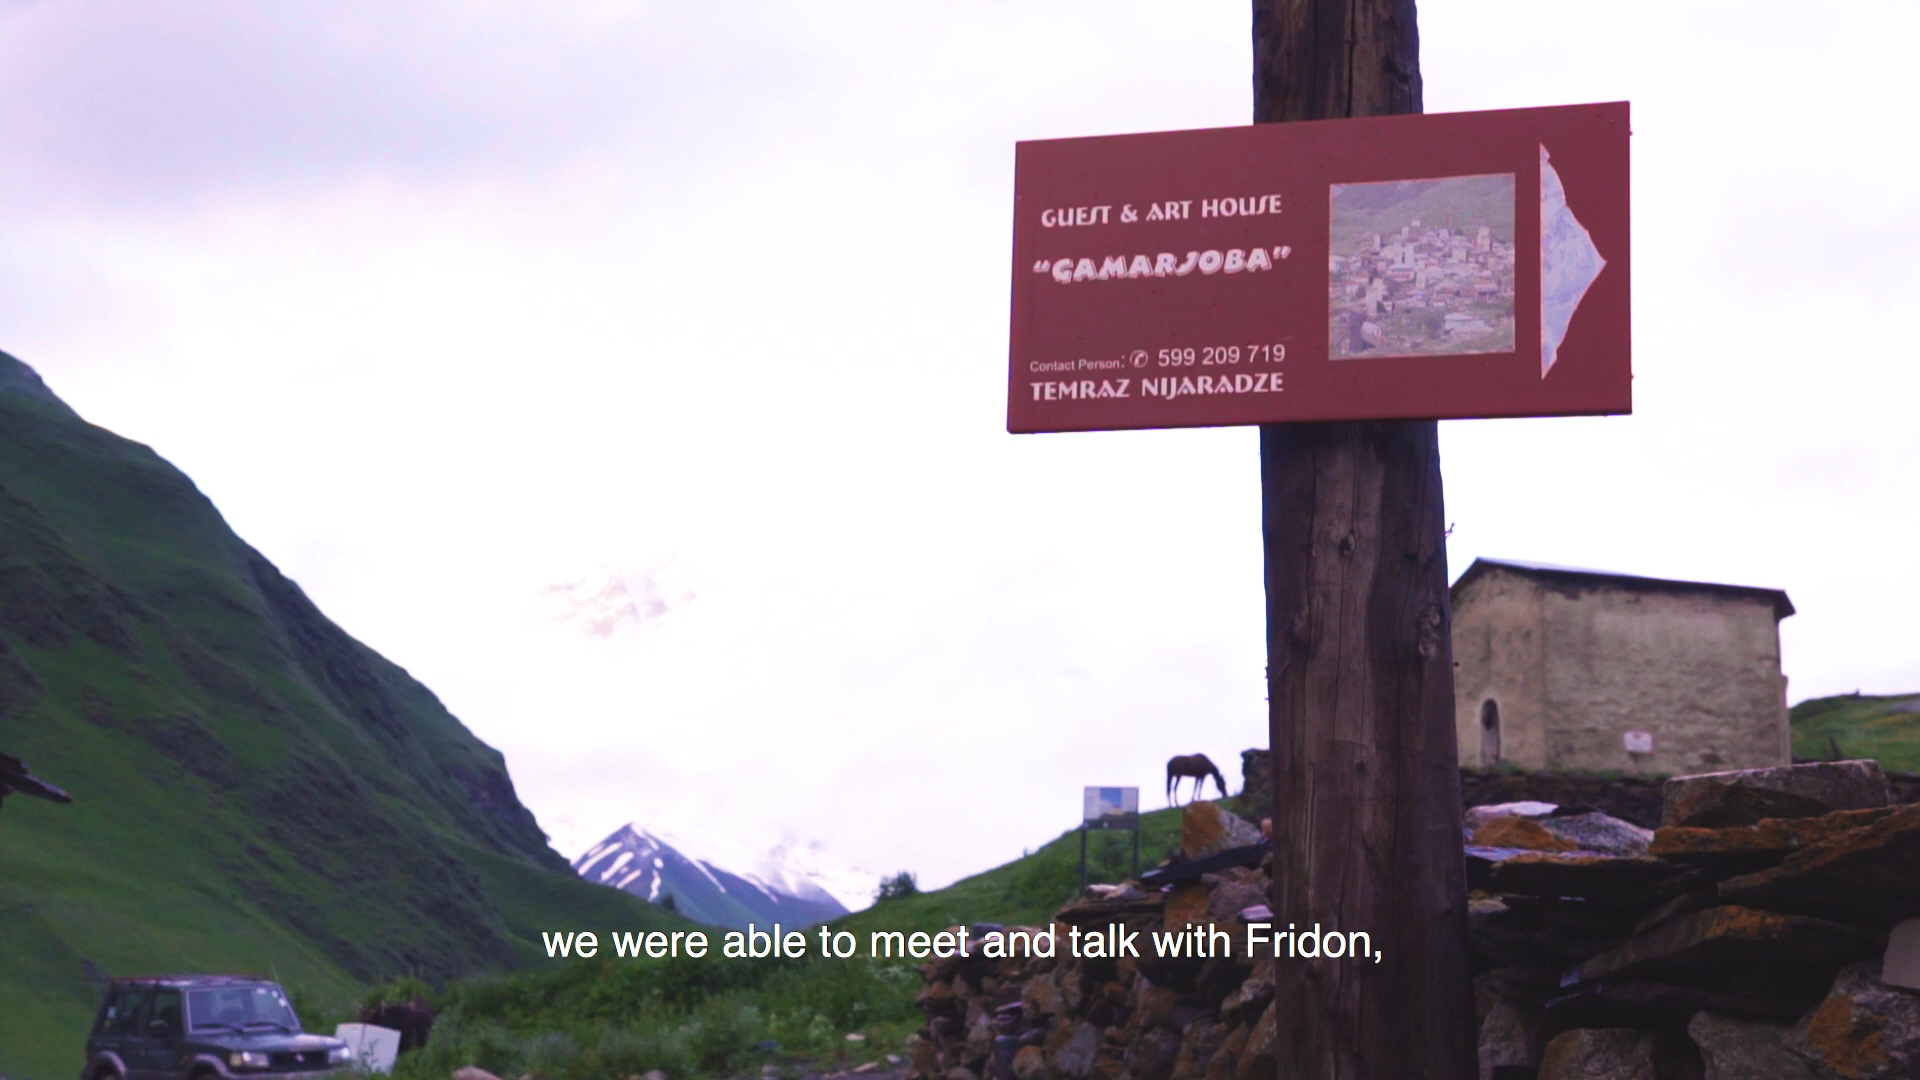 GUEST & ART HOUSE
"GAMARJOBA"
Contact Person: ✆ 599 209 719
TEMRAZ NIJARADZE
we were able to meet and talk with Fridon,